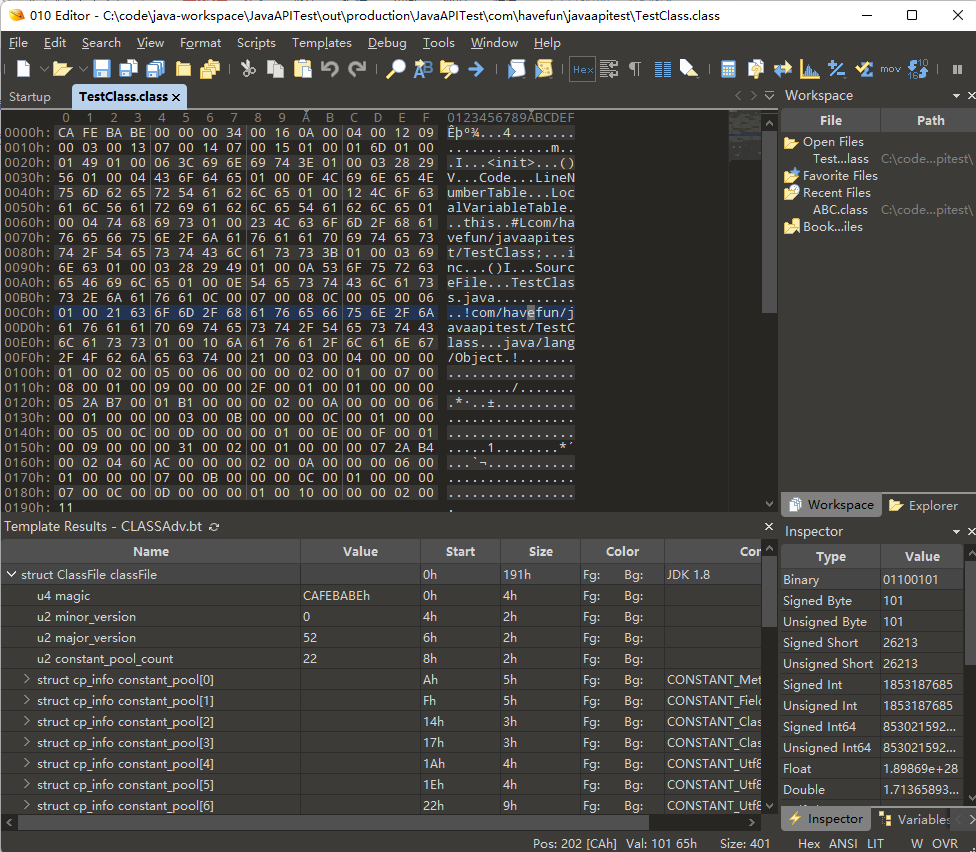 010 Editor - C:\code\java-workspace\JavaAPITest\out\production\JavaAPITest\com\havefun\javaapitest\TestClass.class
File Edit Search View Format Scripts Templates Debug Tools Window Help
Hex mov
Startup TestClass.class × Workspace
0 1 2 3 4 5 6 7 8 9 A B C D E F 0123456789ABCDEF
0000h: CA FE BA BE 00 00 00 34 00 16 0A 00 04 00 12 09 Êþº¾...4........
0010h: 00 03 00 13 07 00 14 07 00 15 01 00 01 6D 01 00 .............m..
0020h: 01 49 01 00 06 3C 69 6E 69 74 3E 01 00 03 28 29 .I...<init>...()
0030h: 56 01 00 04 43 6F 64 65 01 00 0F 4C 69 6E 65 4E V...Code...LineN
0040h: 75 6D 62 65 72 54 61 62 6C 65 01 00 12 4C 6F 63 umberTable...Loc
0050h: 61 6C 56 61 72 69 61 62 6C 65 54 61 62 6C 65 01 alVariableTable.
0060h: 00 04 74 68 69 73 01 00 23 4C 63 6F 6D 2F 68 61 ..this..#Lcom/ha
0070h: 76 65 66 75 6E 2F 6A 61 76 61 61 70 69 74 65 73 vefun/javaapites
0080h: 74 2F 54 65 73 74 43 6C 61 73 73 3B 01 00 03 69 t/TestClass;...i
0090h: 6E 63 01 00 03 28 29 49 01 00 0A 53 6F 75 72 63 nc...()I...Sourc
00A0h: 65 46 69 6C 65 01 00 0E 54 65 73 74 43 6C 61 73 eFile...TestClas
00B0h: 73 2E 6A 61 76 61 0C 00 07 00 08 0C 00 05 00 06 s.java..........
00C0h: 01 00 21 63 6F 6D 2F 68 61 76 65 66 75 6E 2F 6A ..!com/havefun/j
00D0h: 61 76 61 61 70 69 74 65 73 74 2F 54 65 73 74 43 avaapitest/TestC
00E0h: 6C 61 73 73 01 00 10 6A 61 76 61 2F 6C 61 6E 67 lass...java/lang
00F0h: 2F 4F 62 6A 65 63 74 00 21 00 03 00 04 00 00 00 /Object.!.......
0100h: 01 00 02 00 05 00 06 00 00 00 02 00 01 00 07 00 ................
0110h: 08 00 01 00 09 00 00 00 2F 00 01 00 01 00 00 00 ......../.......
0120h: 05 2A B7 00 01 B1 00 00 00 02 00 0A 00 00 00 06 .*·..±..........
0130h: 00 01 00 00 00 03 00 0B 00 00 00 0C 00 01 00 00 ................
0140h: 00 05 00 0C 00 0D 00 00 00 01 00 0E 00 0F 00 01 ................
0150h: 00 09 00 00 00 31 00 02 00 01 00 00 00 07 2A B4 .....1........*´
0160h: 00 02 04 60 AC 00 00 00 02 00 0A 00 00 00 06 00 ...`¬...........
0170h: 01 00 00 00 07 00 0B 00 00 00 0C 00 01 00 00 00 ................
0180h: 07 00 0C 00 0D 00 00 00 01 00 10 00 00 00 02 00 ................
0190h: 11 .
File Path
Open Files
Test...lass C:\code...pitest\
Favorite Files
Recent Files
ABC.class C:\code...pitest\
Book...iles
Workspace Explorer
Template Results - CLASSAdv.bt
Name Value Start Size Color Cor
struct ClassFile classFile 0h 191h Fg: Bg: JDK 1.8
u4 magic CAFEBABEh 0h 4h Fg: Bg:
u2 minor_version 0 4h 2h Fg: Bg:
u2 major_version 52 6h 2h Fg: Bg:
u2 constant_pool_count 22 8h 2h Fg: Bg:
struct cp_info constant_pool[0] Ah 5h Fg: Bg: CONSTANT_Met
struct cp_info constant_pool[1] Fh 5h Fg: Bg: CONSTANT_Fiel
struct cp_info constant_pool[2] 14h 3h Fg: Bg: CONSTANT_Clas
struct cp_info constant_pool[3] 17h 3h Fg: Bg: CONSTANT_Clas
struct cp_info constant_pool[4] 1Ah 4h Fg: Bg: CONSTANT_Utf8
struct cp_info constant_pool[5] 1Eh 4h Fg: Bg: CONSTANT_Utf8
struct cp_info constant_pool[6] 22h 9h Fg: Bg: CONSTANT_Utf8
Inspector
Type Value
Binary 01100101
Signed Byte 101
Unsigned Byte 101
Signed Short 26213
Unsigned Short 26213
Signed Int 1853187685
Unsigned Int 1853187685
Signed Int64 853021592...
Unsigned Int64 853021592...
Float 1.89869e+28
Double 1.71365893...
Inspector Variables
Pos: 202 [CAh] Val: 101 65h Size: 401 Hex ANSI LIT W OVR